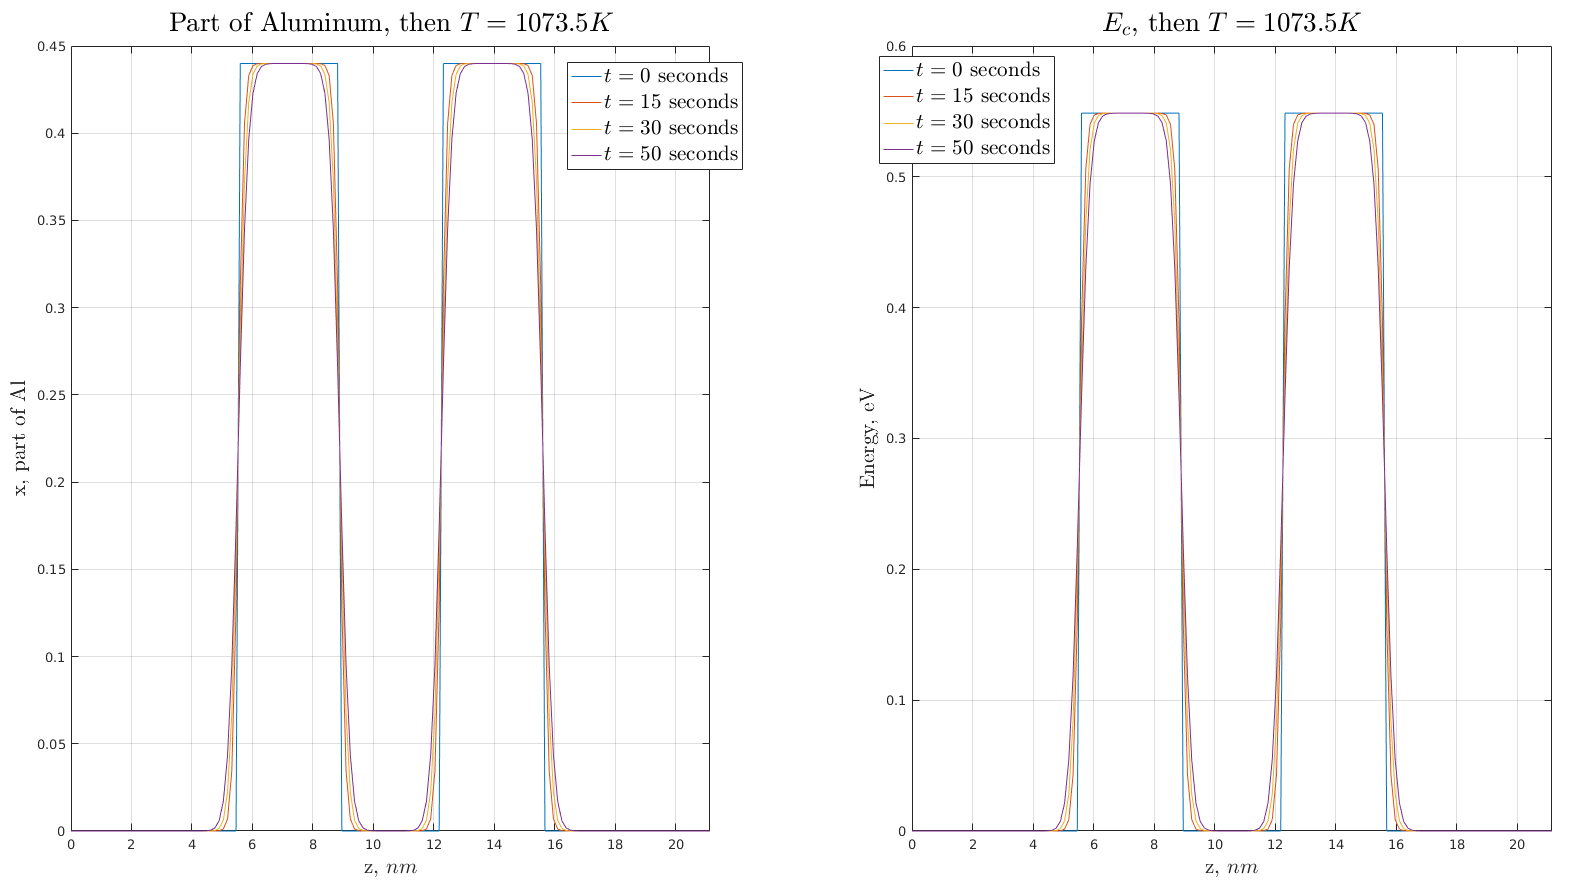 Part of Aluminum, then T = 1073.5K
0.45
0.4
0.35
0.3
0.25
0.2
0.15
0.1
0.05
0
x, part of Al
t = 0 seconds
t = 15 seconds
t = 30 seconds
t = 50 seconds
0 2 4 6 8 10 12 14 16 18 20
z, nm
E_c, then T = 1073.5K
0.6
0.5
0.4
0.3
0.2
0.1
0
Energy, eV
t = 0 seconds
t = 15 seconds
t = 30 seconds
t = 50 seconds
0 2 4 6 8 10 12 14 16 18 20
z, nm